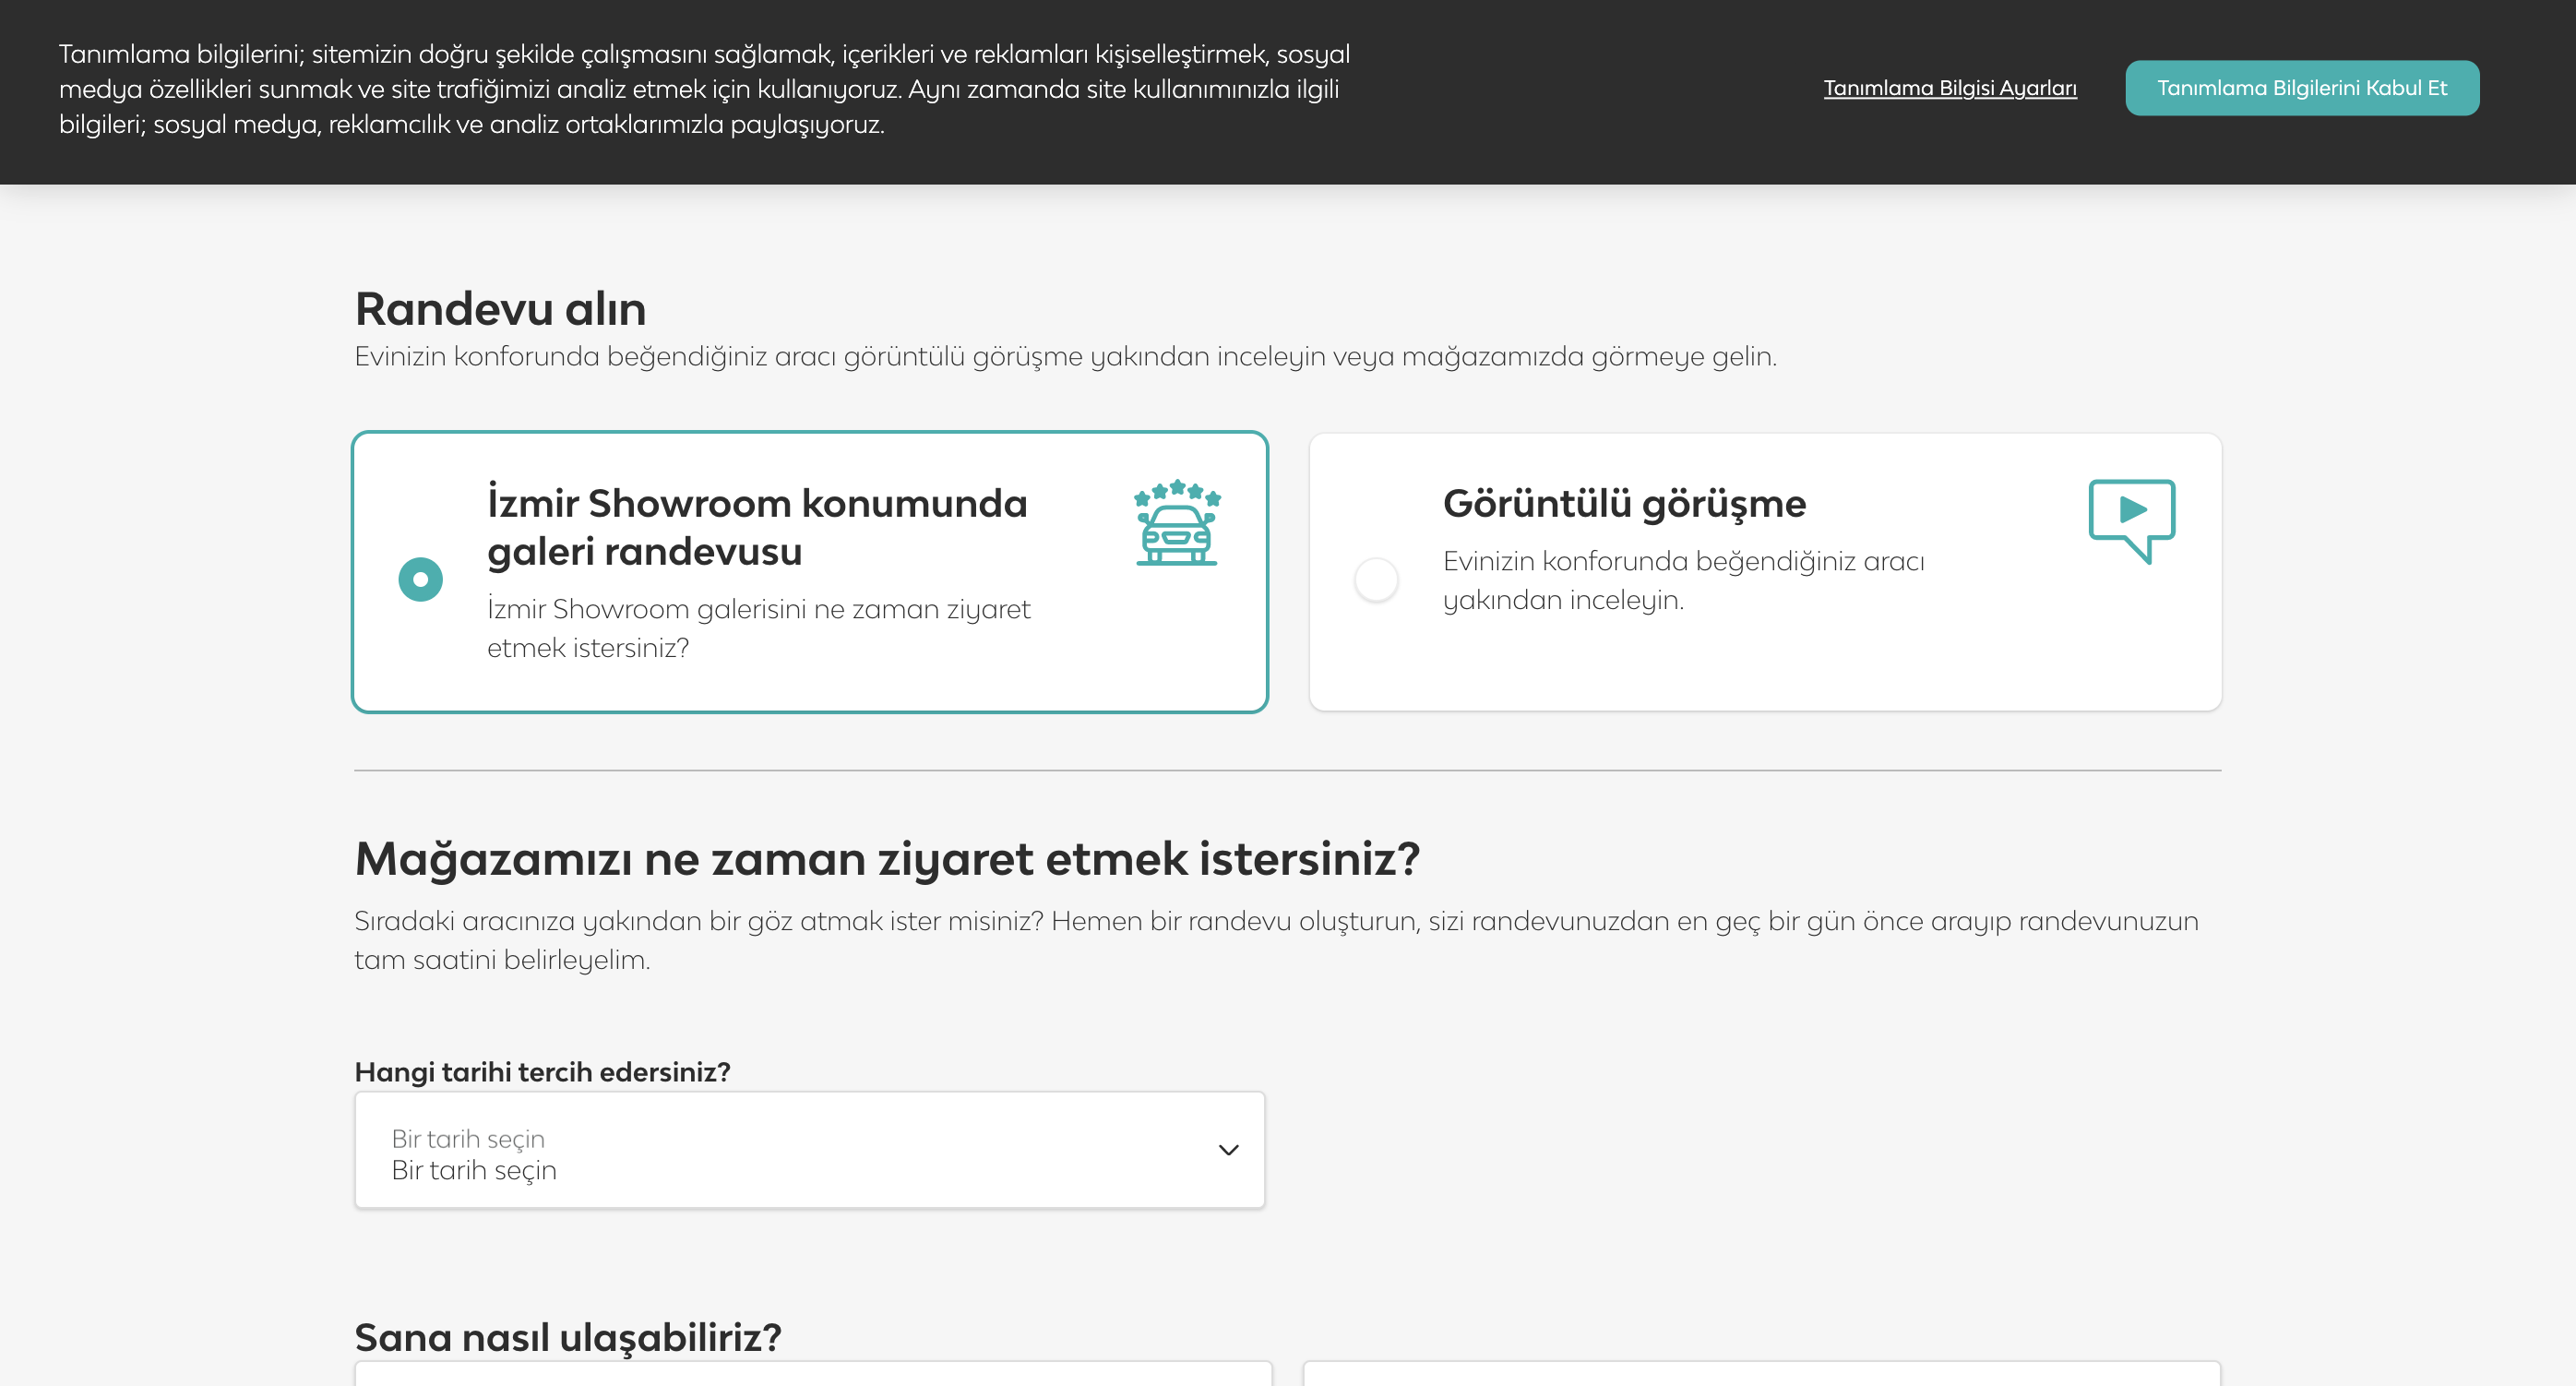 Tanımlama bilgilerini; sitemizin doğru şekilde çalışmasını sağlamak, içerikleri ve reklamları kişiselleştirmek, sosyal
medya özellikleri sunmak ve site trafiğimizi analiz etmek için kullanıyoruz. Aynı zamanda site kullanımınızla ilgili
bilgileri; sosyal medya, reklamcılık ve analiz ortaklarımızla paylaşıyoruz.
Tanımlama Bilgisi Ayarları
Tanımlama Bilgilerini Kabul Et
Randevu alın
Evinizin konforunda beğendiğiniz aracı görüntülü görüşme yakından inceleyin veya mağazamızda görmeye gelin.
İzmir Showroom konumunda
galeri randevusu
İzmir Showroom galerisini ne zaman ziyaret
etmek istersiniz?
Görüntülü görüşme
Evinizin konforunda beğendiğiniz aracı
yakından inceleyin.
Mağazamızı ne zaman ziyaret etmek istersiniz?
Sıradaki aracınıza yakından bir göz atmak ister misiniz? Hemen bir randevu oluşturun, sizi randevunuzdan en geç bir gün önce arayıp randevunuzun
tam saatini belirleyelim.
Hangi tarihi tercih edersiniz?
Bir tarih seçin
Bir tarih seçin
Sana nasıl ulaşabiliriz?